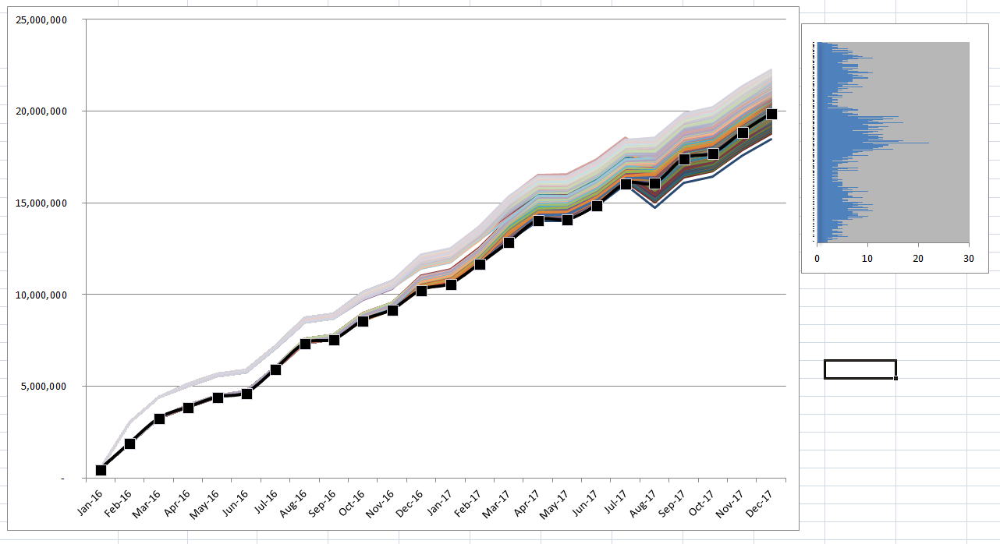 25,000,000
20,000,000
15,000,000
10,000,000
5,000,000
-
Jan-16
Feb-16
Mar-16
Apr-16
May-16
Jun-16
Jul-16
Aug-16
Sep-16
Oct-16
Nov-16
Dec-16
Jan-17
Feb-17
Mar-17
Apr-17
May-17
Jun-17
Jul-17
Aug-17
Sep-17
Oct-17
Nov-17
Dec-17
0 10 20 30